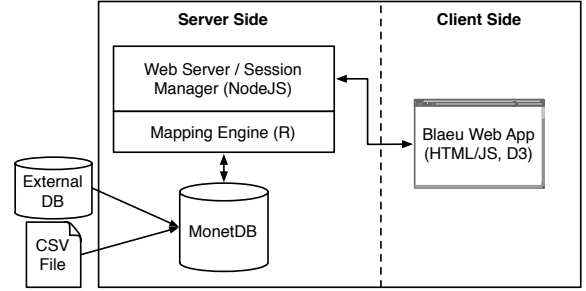 Server Side
Client Side
Web Server / Session
Manager (NodeJS)
Mapping Engine (R)
Blaeu Web App
(HTML/JS, D3)
External
DB
MonetDB
CSV
File